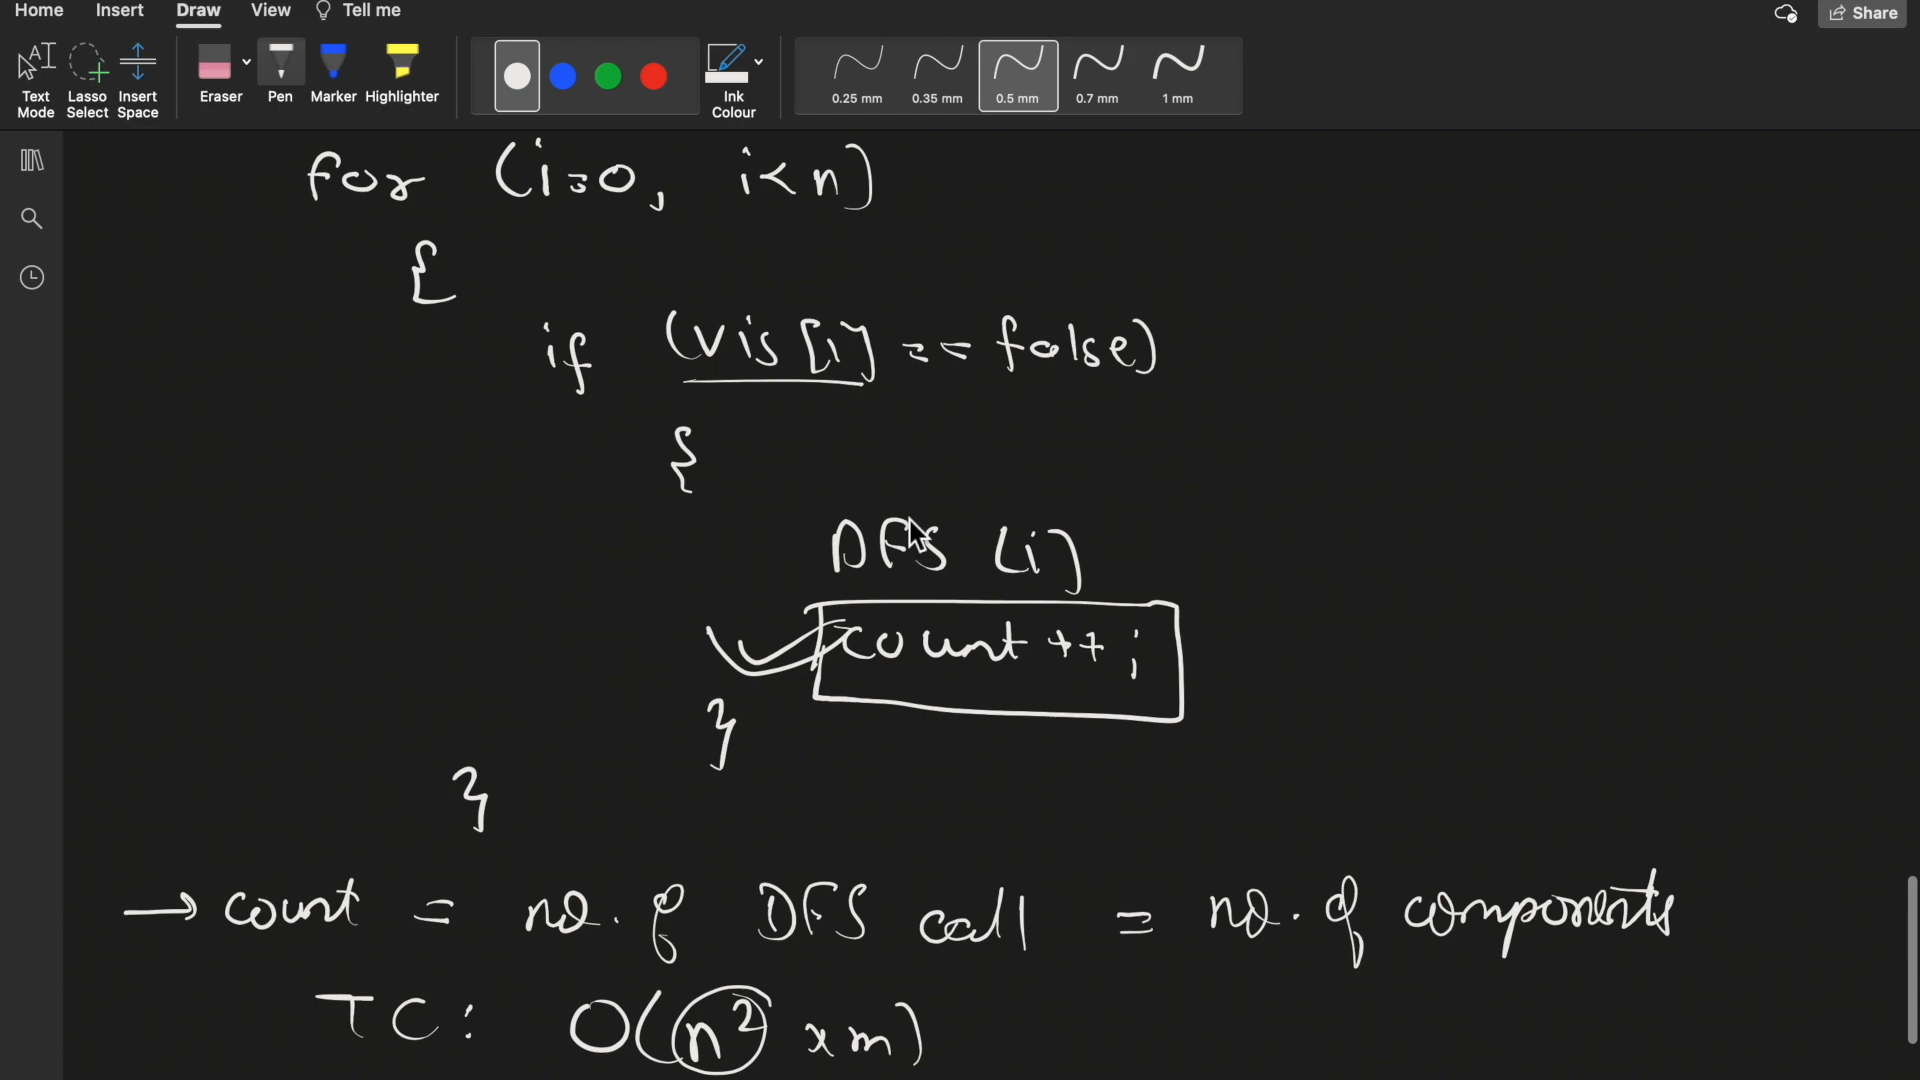 Home Insert Draw View Tell me Share
Text Mode Lasso Select Insert Space Eraser Pen Marker Highlighter Ink Colour 0.25 mm 0.35 mm 0.5 mm 0.7 mm 1 mm
for (i=0, i<n)
{
if (vis[i] == false)
{
DFS (i)
count ++ ;
}
}
→ count = no. of DFS call = no. of components
TC: O(n² x m)